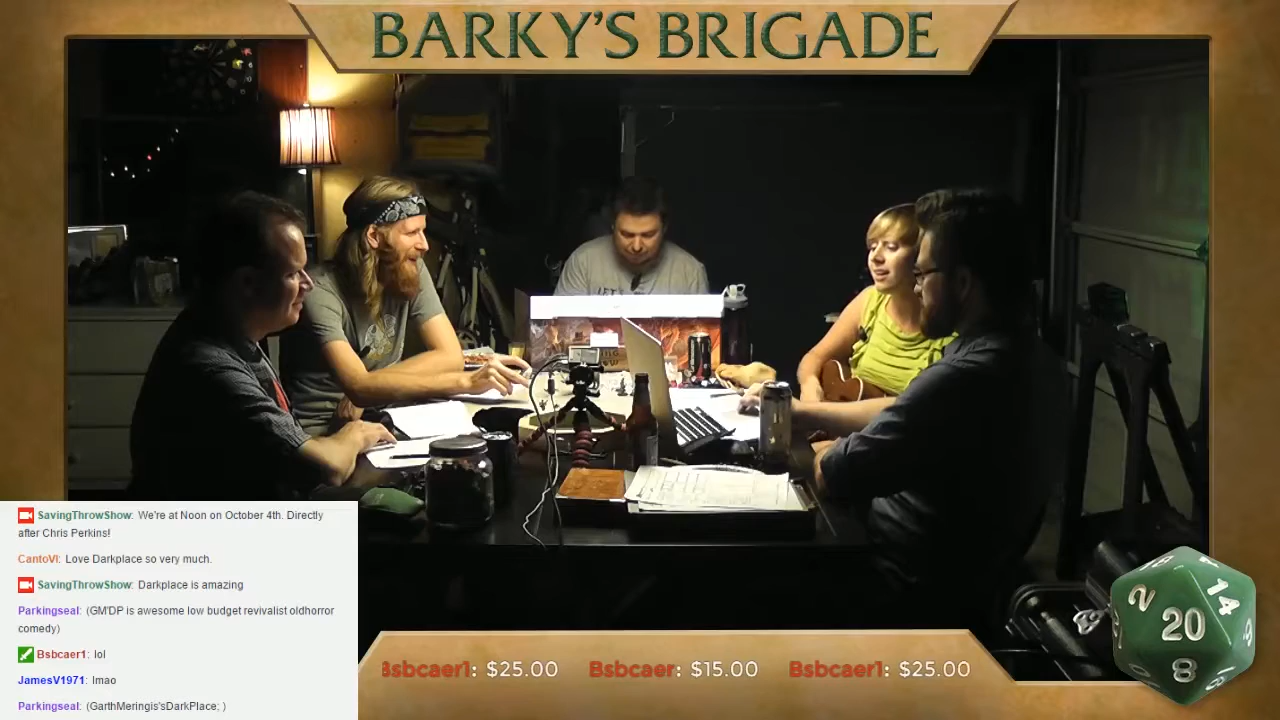 BARKY'S BRIGADE
SavingThrowShow: We're at Noon on October 4th. Directly
after Chris Perkins!
CantoVI: Love Darkplace so very much.
SavingThrowShow: Darkplace is amazing
Parkingseal: (GM'DP is awesome low budget revivalist oldhorror
comedy)
Bsbcaer1: lol
JamesV1971: lmao
Parkingseal: (GarthMeringis'sDarkPlace; )
Bsbcaer1: $25.00 Bsbcaer: $15.00 Bsbcaer1: $25.00
2
14
20
8